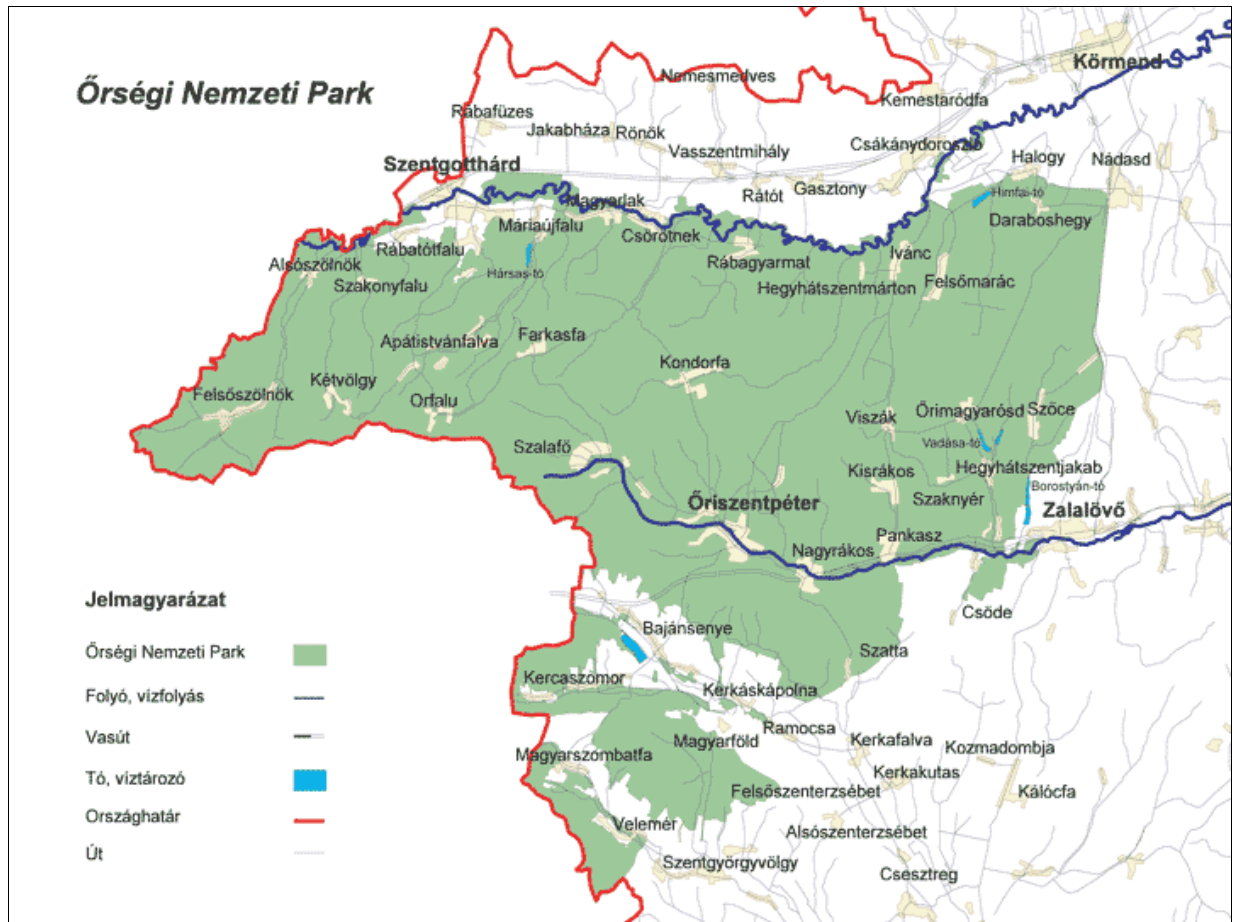 Őrségi Nemzeti Park
Körmend
Nemesmedves
Kemestaródfa
Rábafüzes
Jakabháza
Rönök
Csákánydoroszló
Vasszentmihály
Halogy
Nádasd
Szentgotthárd
Rátót
Gasztony
Himfai-tó
Magyarlak
Daraboshegy
Máriaújfalu
Csörötnek
Rábatótfalu
Ivánc
Alsószölnök
Hársas-tó
Rábagyarmat
Szakonyfalu
Hegyhátszentmárton
Felsőmarác
Apátistvánfalva
Farkasfa
Kondorfa
Kétvölgy
Felsőszölnök
Orfalu
Viszák
Őrimagyarósd
Szőce
Szalafő
Vadása-tó
Kisrákos
Hegyhátszentjakab
Borostyán-tó
Szaknyér
Őriszentpéter
Zalalövő
Pankasz
Nagyrákos
Csöde
Bajánsenye
Szatta
Kercaszomor
Kerkáskápolna
Ramocsa
Magyarföld
Kerkafalva
Kozmadombja
Magyarszombatfa
Kerkakutas
Felsőszenterzsébet
Kálócfa
Velemér
Alsószenterzsébet
Szentgyörgyvölgy
Csesztreg
Jelmagyarázat
Őrségi Nemzeti Park
Folyó, vízfolyás
Vasút
Tó, víztározó
Országhatár
Út